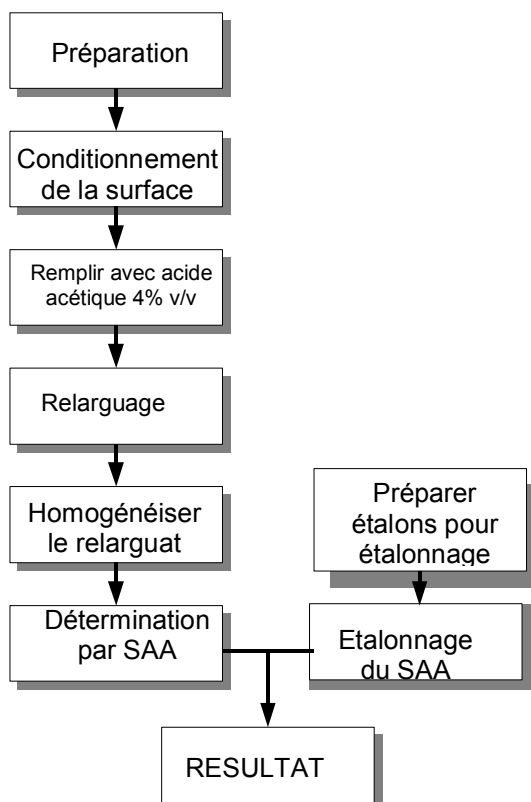 Préparation
Conditionnement
de la surface
Remplir avec acide
acétique 4% v/v
Relarguage
Homogénéiser
le relarguat
Préparer
étalons pour
étalonnage
Détermination
par SAA
Etalonnage
du SAA
RESULTAT